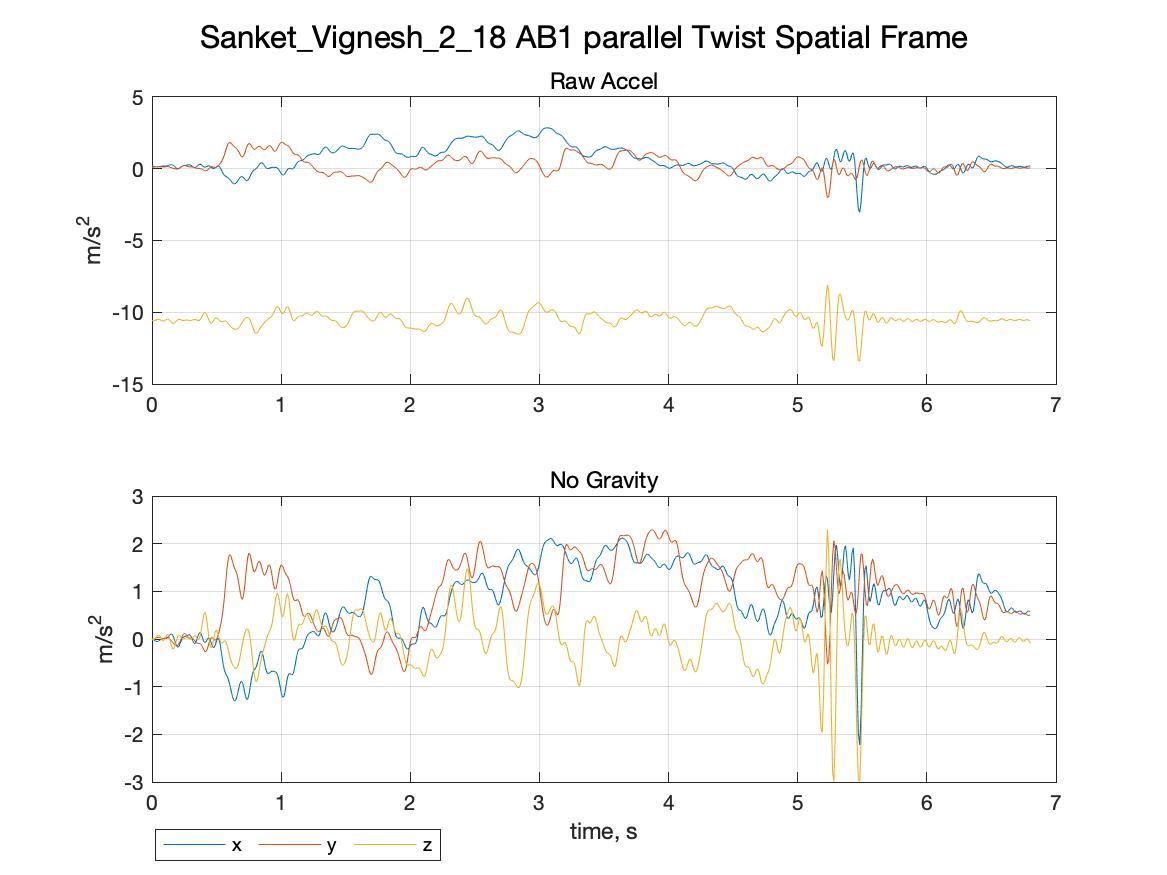 Sanket_Vignesh_2_18 AB1 parallel Twist Spatial Frame
Raw Accel
5
0
-5
-10
-15
m/s²
0 1 2 3 4 5 6 7
No Gravity
3
2
1
0
-1
-2
-3
m/s²
0 1 2 3 4 5 6 7
time, s
x y z